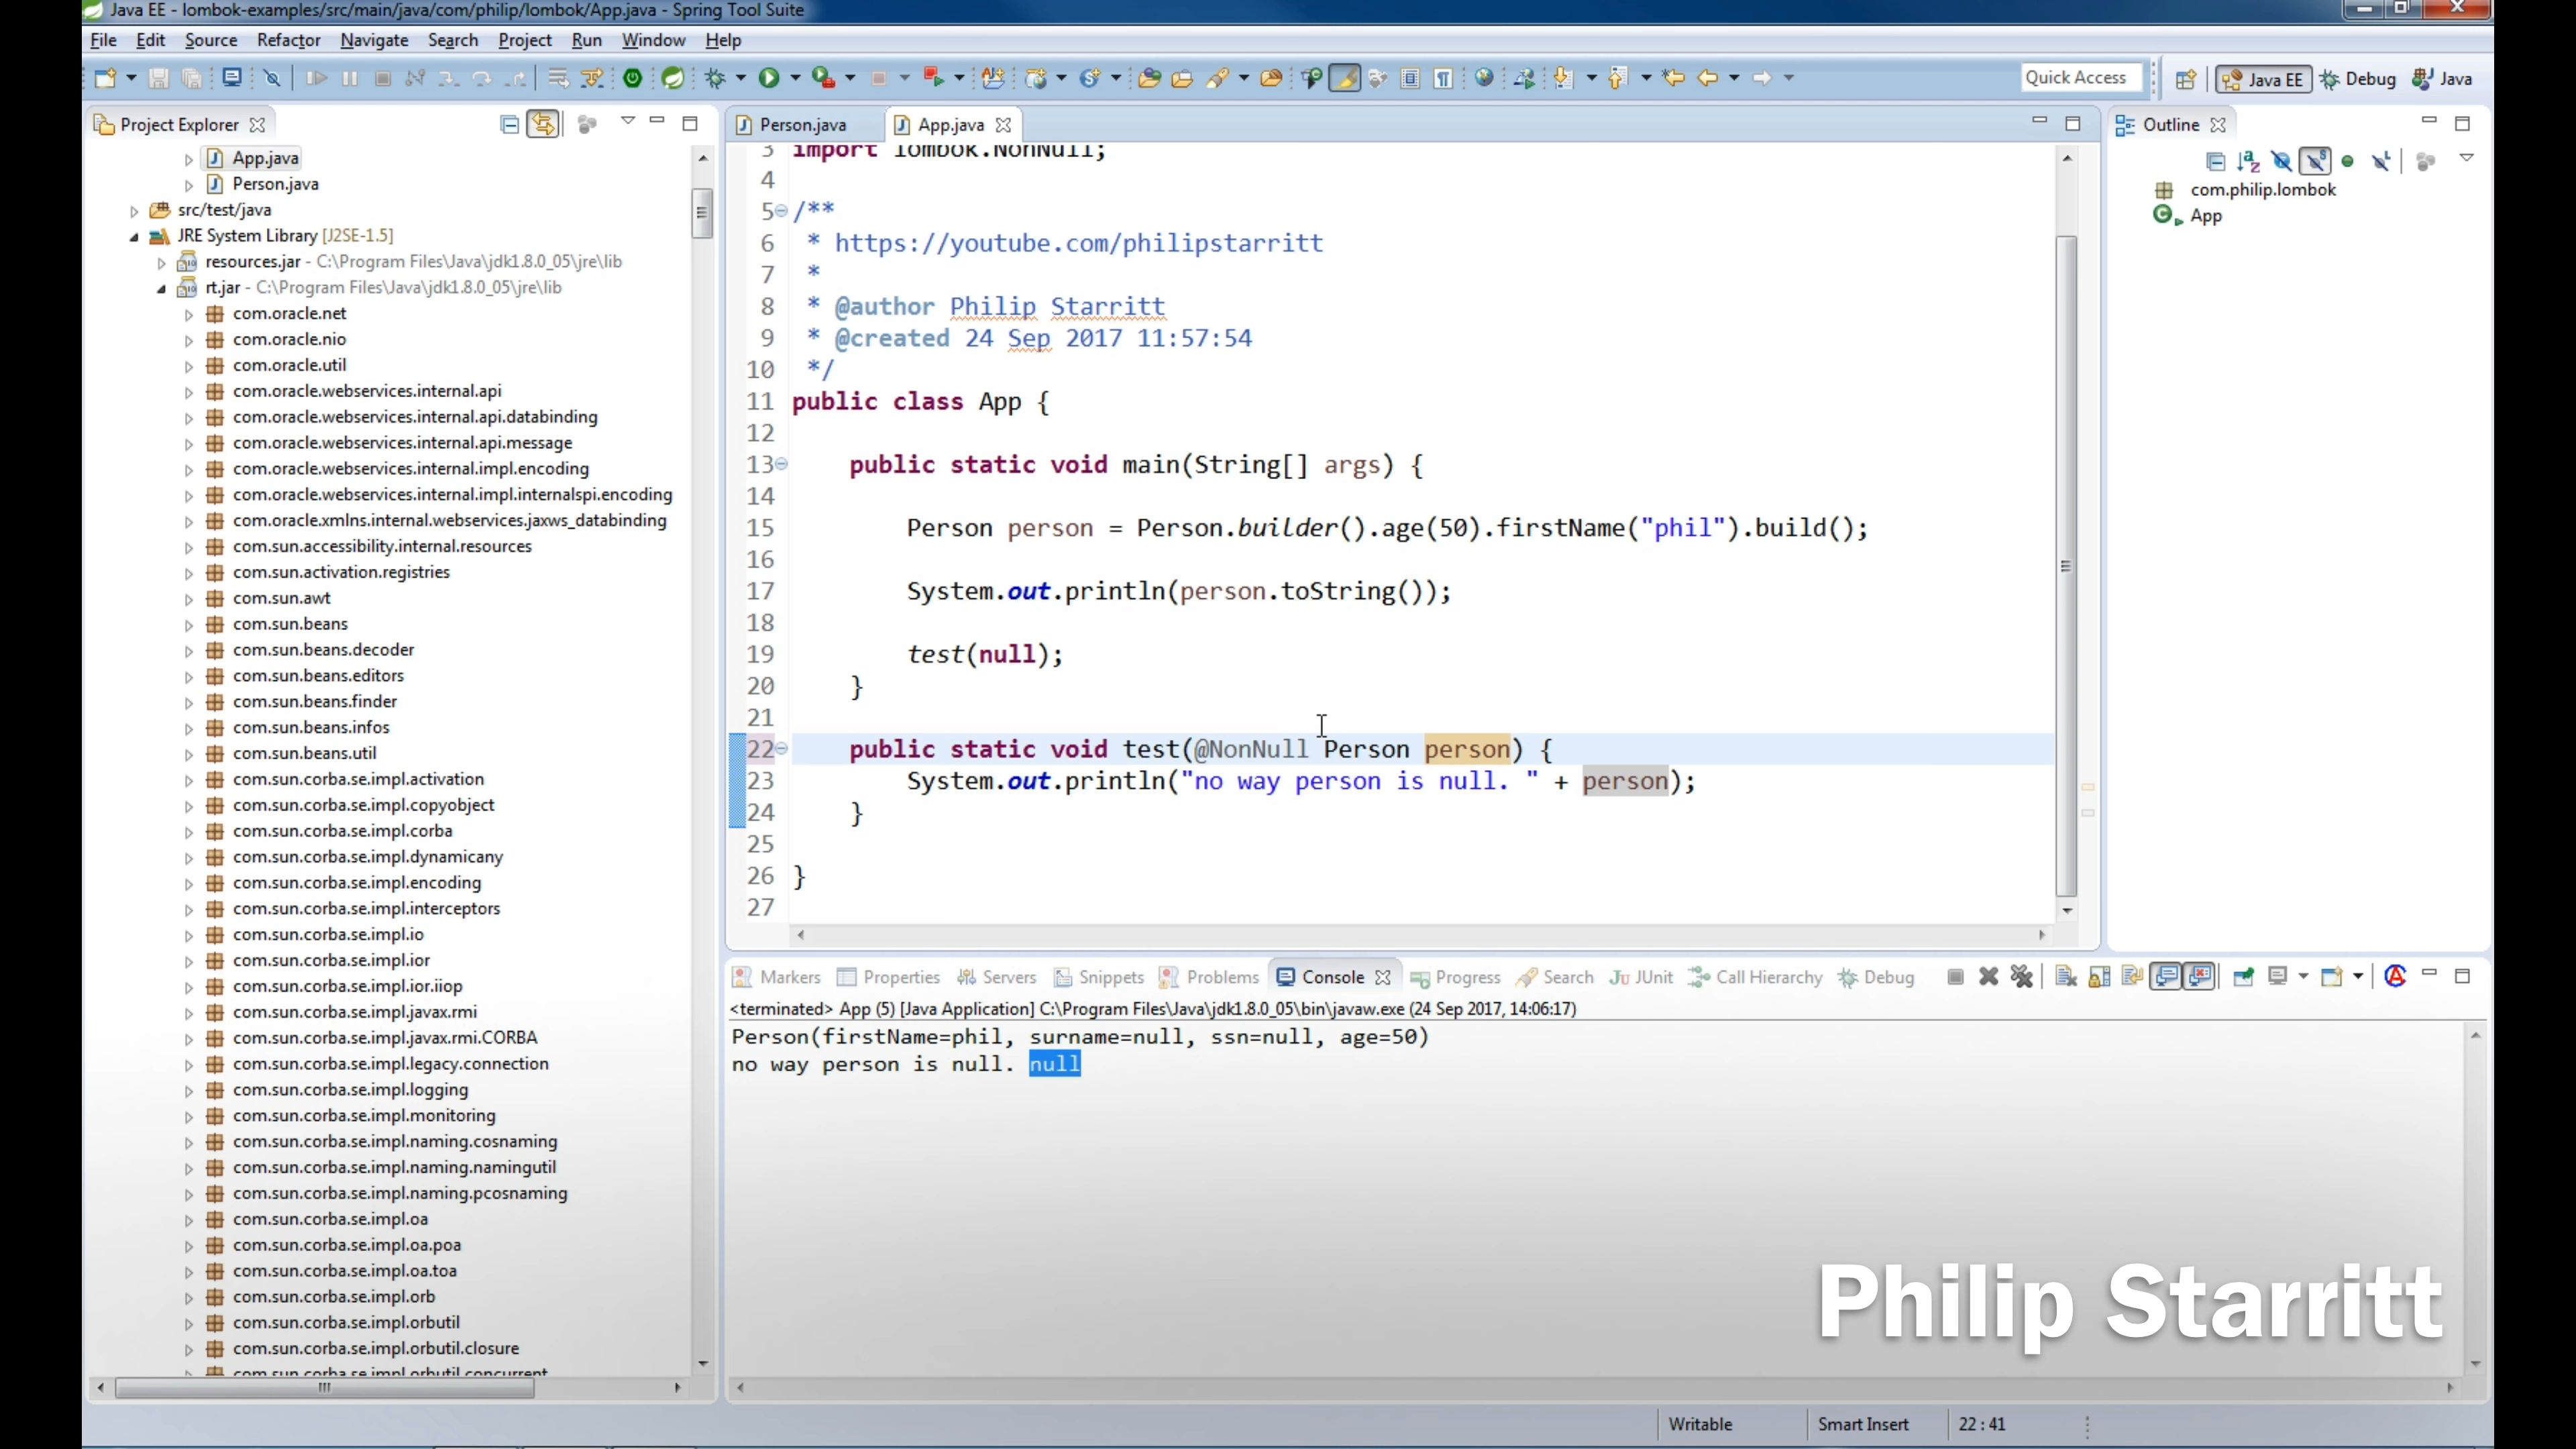 Java EE - lombok-examples/src/main/java/com/philip/lombok/App.java - Spring Tool Suite
File Edit Source Refactor Navigate Search Project Run Window Help
Quick Access
Java EE
Debug
Java
Project Explorer
App.java
Person.java
src/test/java
JRE System Library [J2SE-1.5]
resources.jar - C:\Program Files\Java\jdk1.8.0_05\jre\lib
rt.jar - C:\Program Files\Java\jdk1.8.0_05\jre\lib
com.oracle.net
com.oracle.nio
com.oracle.util
com.oracle.webservices.internal.api
com.oracle.webservices.internal.api.databinding
com.oracle.webservices.internal.api.message
com.oracle.webservices.internal.impl.encoding
com.oracle.webservices.internal.impl.internalspi.encoding
com.oracle.xmlns.internal.webservices.jaxws_databinding
com.sun.accessibility.internal.resources
com.sun.activation.registries
com.sun.awt
com.sun.beans
com.sun.beans.decoder
com.sun.beans.editors
com.sun.beans.finder
com.sun.beans.infos
com.sun.beans.util
com.sun.corba.se.impl.activation
com.sun.corba.se.impl.copyobject
com.sun.corba.se.impl.corba
com.sun.corba.se.impl.dynamicany
com.sun.corba.se.impl.encoding
com.sun.corba.se.impl.interceptors
com.sun.corba.se.impl.io
com.sun.corba.se.impl.ior
com.sun.corba.se.impl.ior.iiop
com.sun.corba.se.impl.javax.rmi
com.sun.corba.se.impl.javax.rmi.CORBA
com.sun.corba.se.impl.legacy.connection
com.sun.corba.se.impl.logging
com.sun.corba.se.impl.monitoring
com.sun.corba.se.impl.naming.cosnaming
com.sun.corba.se.impl.naming.namingutil
com.sun.corba.se.impl.naming.pcosnaming
com.sun.corba.se.impl.oa
com.sun.corba.se.impl.oa.poa
com.sun.corba.se.impl.oa.toa
com.sun.corba.se.impl.orb
com.sun.corba.se.impl.orbutil
com.sun.corba.se.impl.orbutil.closure
com.sun.corba.se.impl.orbutil.concurrent
Person.java
App.java
3 import lombok.NonNull;
4
5 /**
6 * https://youtube.com/philipstarritt
7 *
8 * @author Philip Starritt
9 * @created 24 Sep 2017 11:57:54
10 */
11 public class App {
12
13 public static void main(String[] args) {
14
15 Person person = Person.builder().age(50).firstName("phil").build();
16
17 System.out.println(person.toString());
18
19 test(null);
20 }
21
22 public static void test(@NonNull Person person) {
23 System.out.println("no way person is null. " + person);
24 }
25
26 }
27
Outline
com.philip.lombok
App
Markers Properties Servers Snippets Problems Console Progress Search JUnit Call Hierarchy Debug
<terminated> App (5) [Java Application] C:\Program Files\Java\jdk1.8.0_05\bin\javaw.exe (24 Sep 2017, 14:06:17)
Person(firstName=phil, surname=null, ssn=null, age=50)
no way person is null. null
Philip Starritt
Writable
Smart Insert
22 : 41